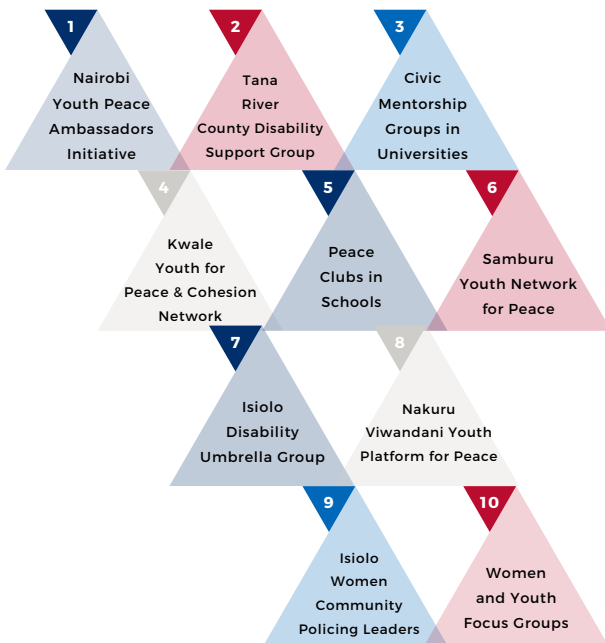 1
Nairobi
Youth Peace
Ambassadors
Initiative
2
Tana
River
County Disability
Support Group
3
Civic
Mentorship
Groups in
Universities
4
Kwale
Youth for
Peace & Cohesion
Network
5
Peace
Clubs in
Schools
6
Samburu
Youth Network
for Peace
7
Isiolo
Disability
Umbrella Group
8
Nakuru
Viwandani Youth
Platform for Peace
9
Isiolo
Women
Community
Policing Leaders
10
Women
and Youth
Focus Groups